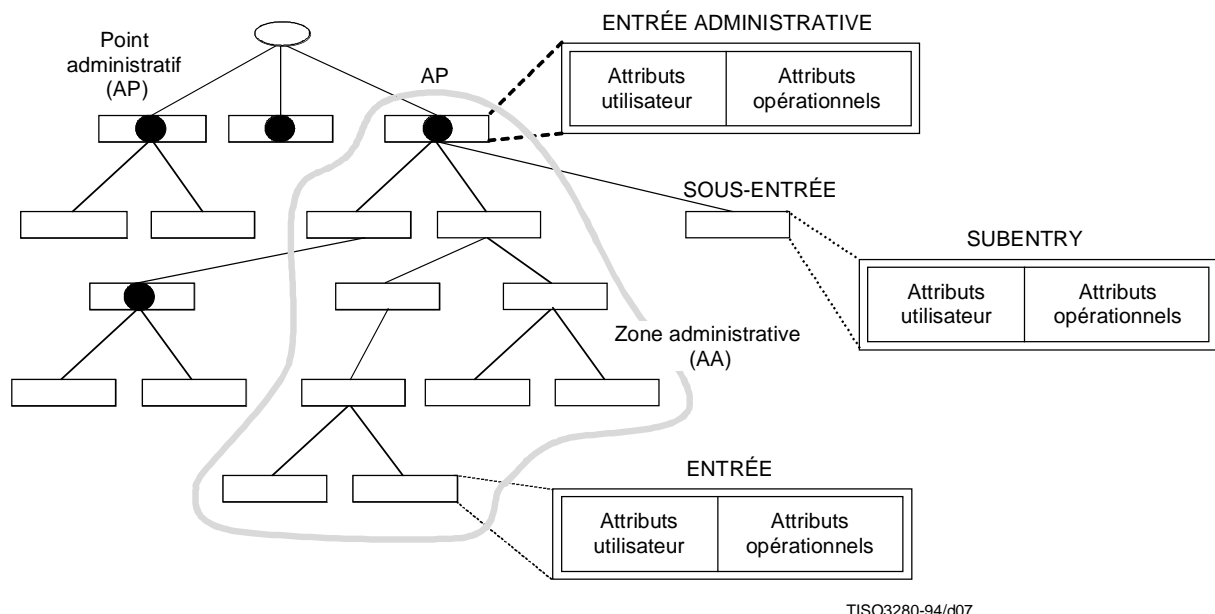 ENTRÉE ADMINISTRATIVE
Point
administratif
(AP)
AP
Attributs
utilisateur
Attributs
opérationnels
SOUS-ENTRÉE
SUBENTRY
Attributs
utilisateur
Attributs
opérationnels
Zone administrative
(AA)
ENTRÉE
Attributs
utilisateur
Attributs
opérationnels
TISO3280-94/d07